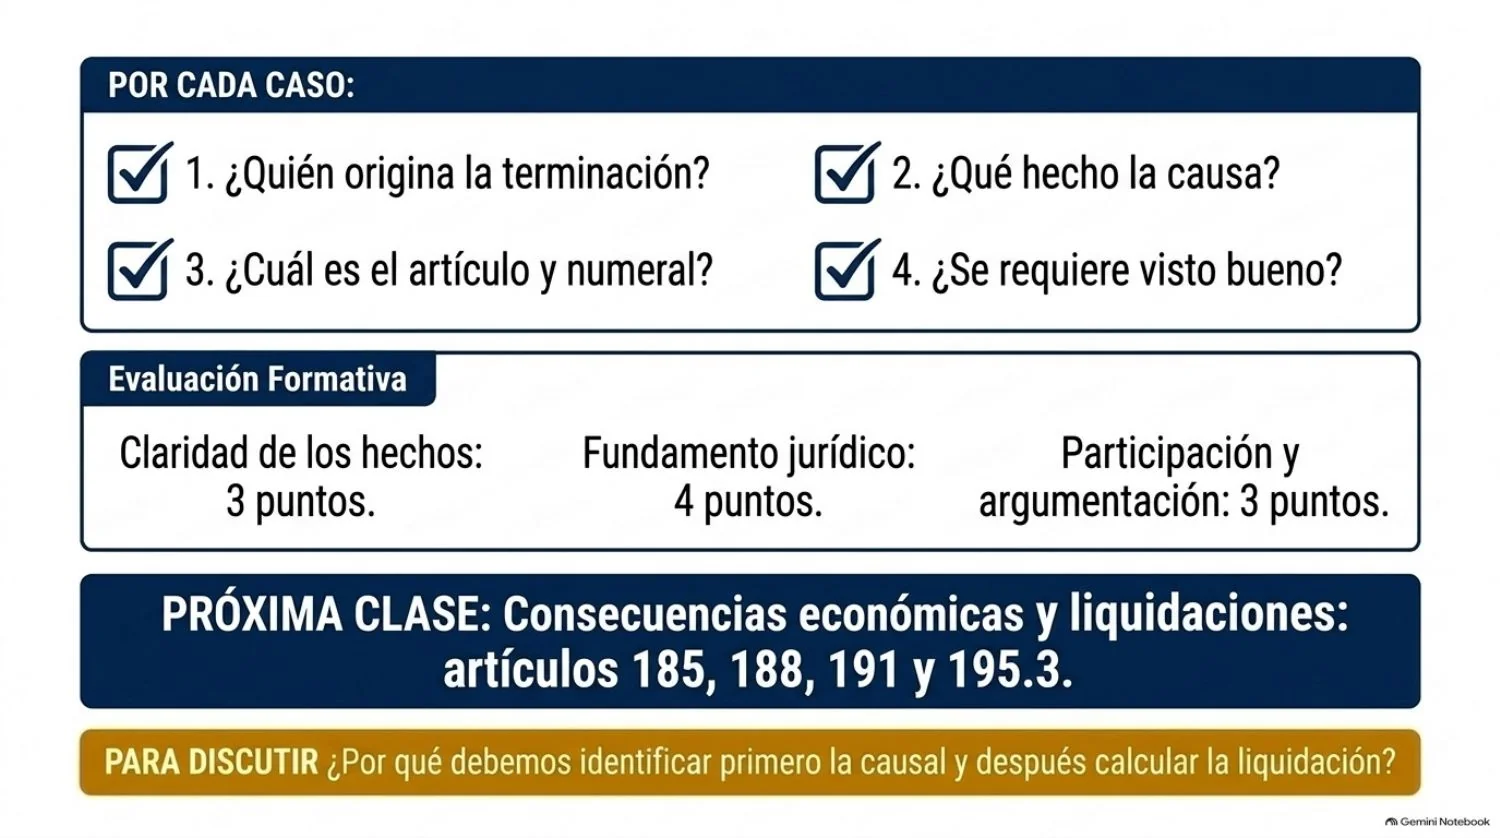 POR CADA CASO:
1. ¿Quién origina la terminación?
2. ¿Qué hecho la causa?
3. ¿Cuál es el artículo y numeral?
4. ¿Se requiere visto bueno?
Evaluación Formativa
Claridad de los hechos:
3 puntos.
Fundamento jurídico:
4 puntos.
Participación y
argumentación: 3 puntos.
PRÓXIMA CLASE: Consecuencias económicas y liquidaciones:
artículos 185, 188, 191 y 195.3.
PARA DISCUTIR ¿Por qué debemos identificar primero la causal y después calcular la liquidación?
Gemini Notebook